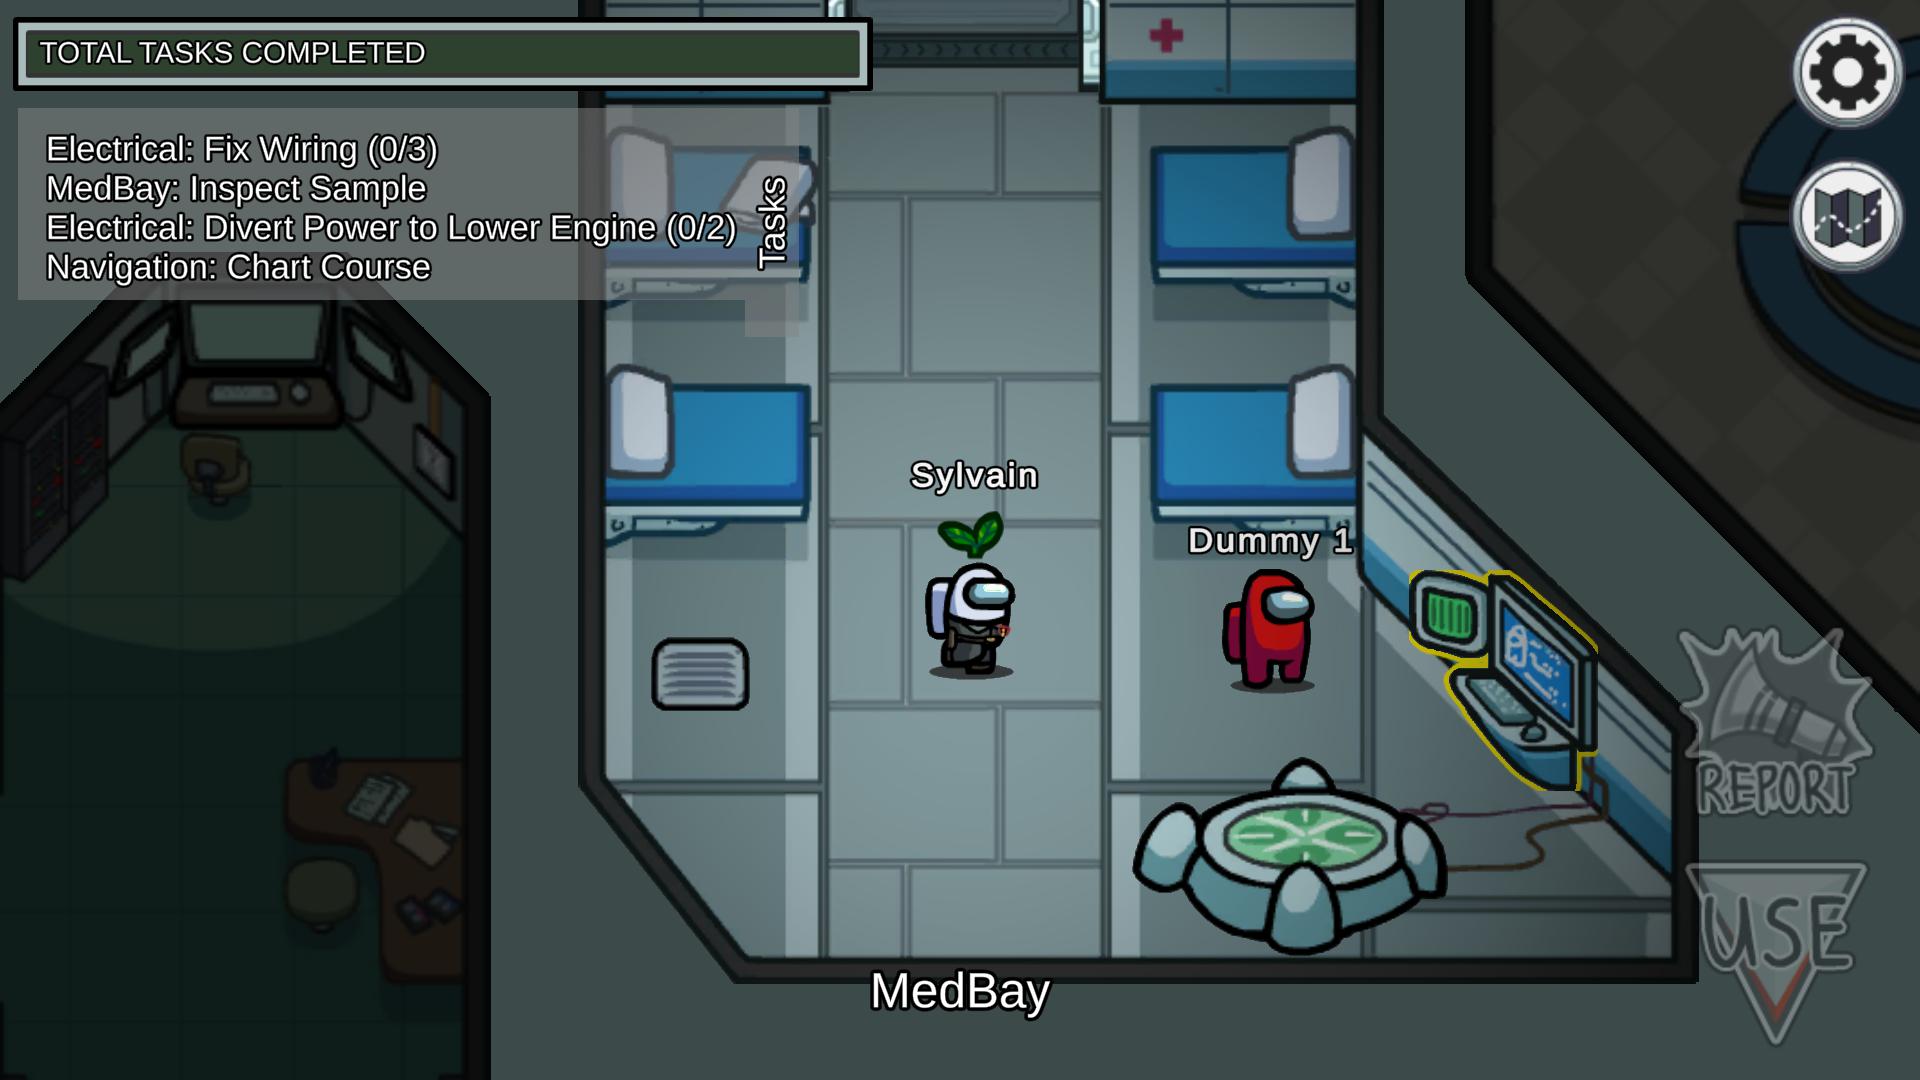 TOTAL TASKS COMPLETED
Electrical: Fix Wiring (0/3)
MedBay: Inspect Sample
Electrical: Divert Power to Lower Engine (0/2)
Navigation: Chart Course
Tasks
Sylvain
Dummy 1
REPORT
USE
MedBay